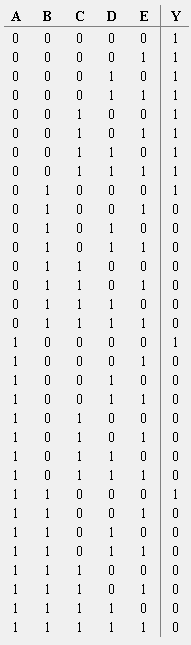 A B C D E Y
0 0 0 0 0 1
0 0 0 0 1 1
0 0 0 1 0 1
0 0 0 1 1 1
0 0 1 0 0 1
0 0 1 0 1 1
0 0 1 1 0 1
0 0 1 1 1 1
0 1 0 0 0 1
0 1 0 0 1 0
0 1 0 1 0 0
0 1 0 1 1 0
0 1 1 0 0 0
0 1 1 0 1 0
0 1 1 1 0 0
0 1 1 1 1 0
1 0 0 0 0 1
1 0 0 0 1 0
1 0 0 1 0 0
1 0 0 1 1 0
1 0 1 0 0 0
1 0 1 0 1 0
1 0 1 1 0 0
1 0 1 1 1 0
1 1 0 0 0 1
1 1 0 0 1 0
1 1 0 1 0 0
1 1 0 1 1 0
1 1 1 0 0 0
1 1 1 0 1 0
1 1 1 1 0 0
1 1 1 1 1 0